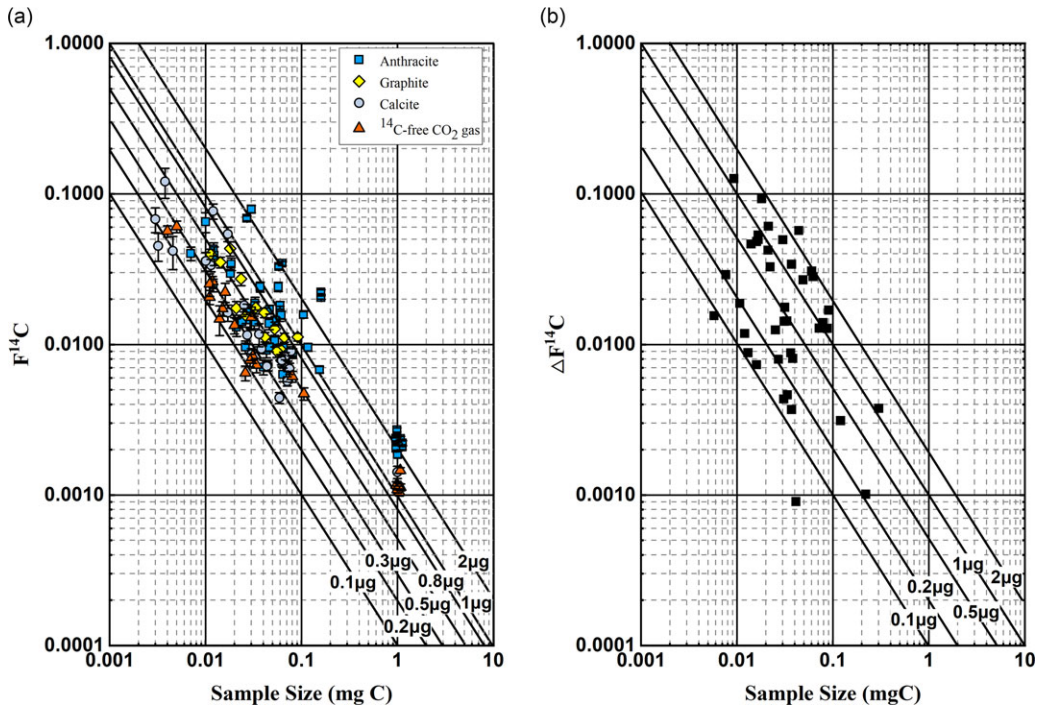 (a)
F14C
1.0000
0.1000
0.0100
0.0010
0.0001
Anthracite
Graphite
Calcite
14C-free CO2 gas
0.1µg
0.2µg
0.3µg
0.5µg
0.8µg
1µg
2µg
0.001
0.01
0.1
1
10
Sample Size (mg C)
(b)
△F14C
1.0000
0.1000
0.0100
0.0010
0.0001
0.1µg
0.2µg
0.5µg
1µg
2µg
0.001
0.01
0.1
1
10
Sample Size (mgC)